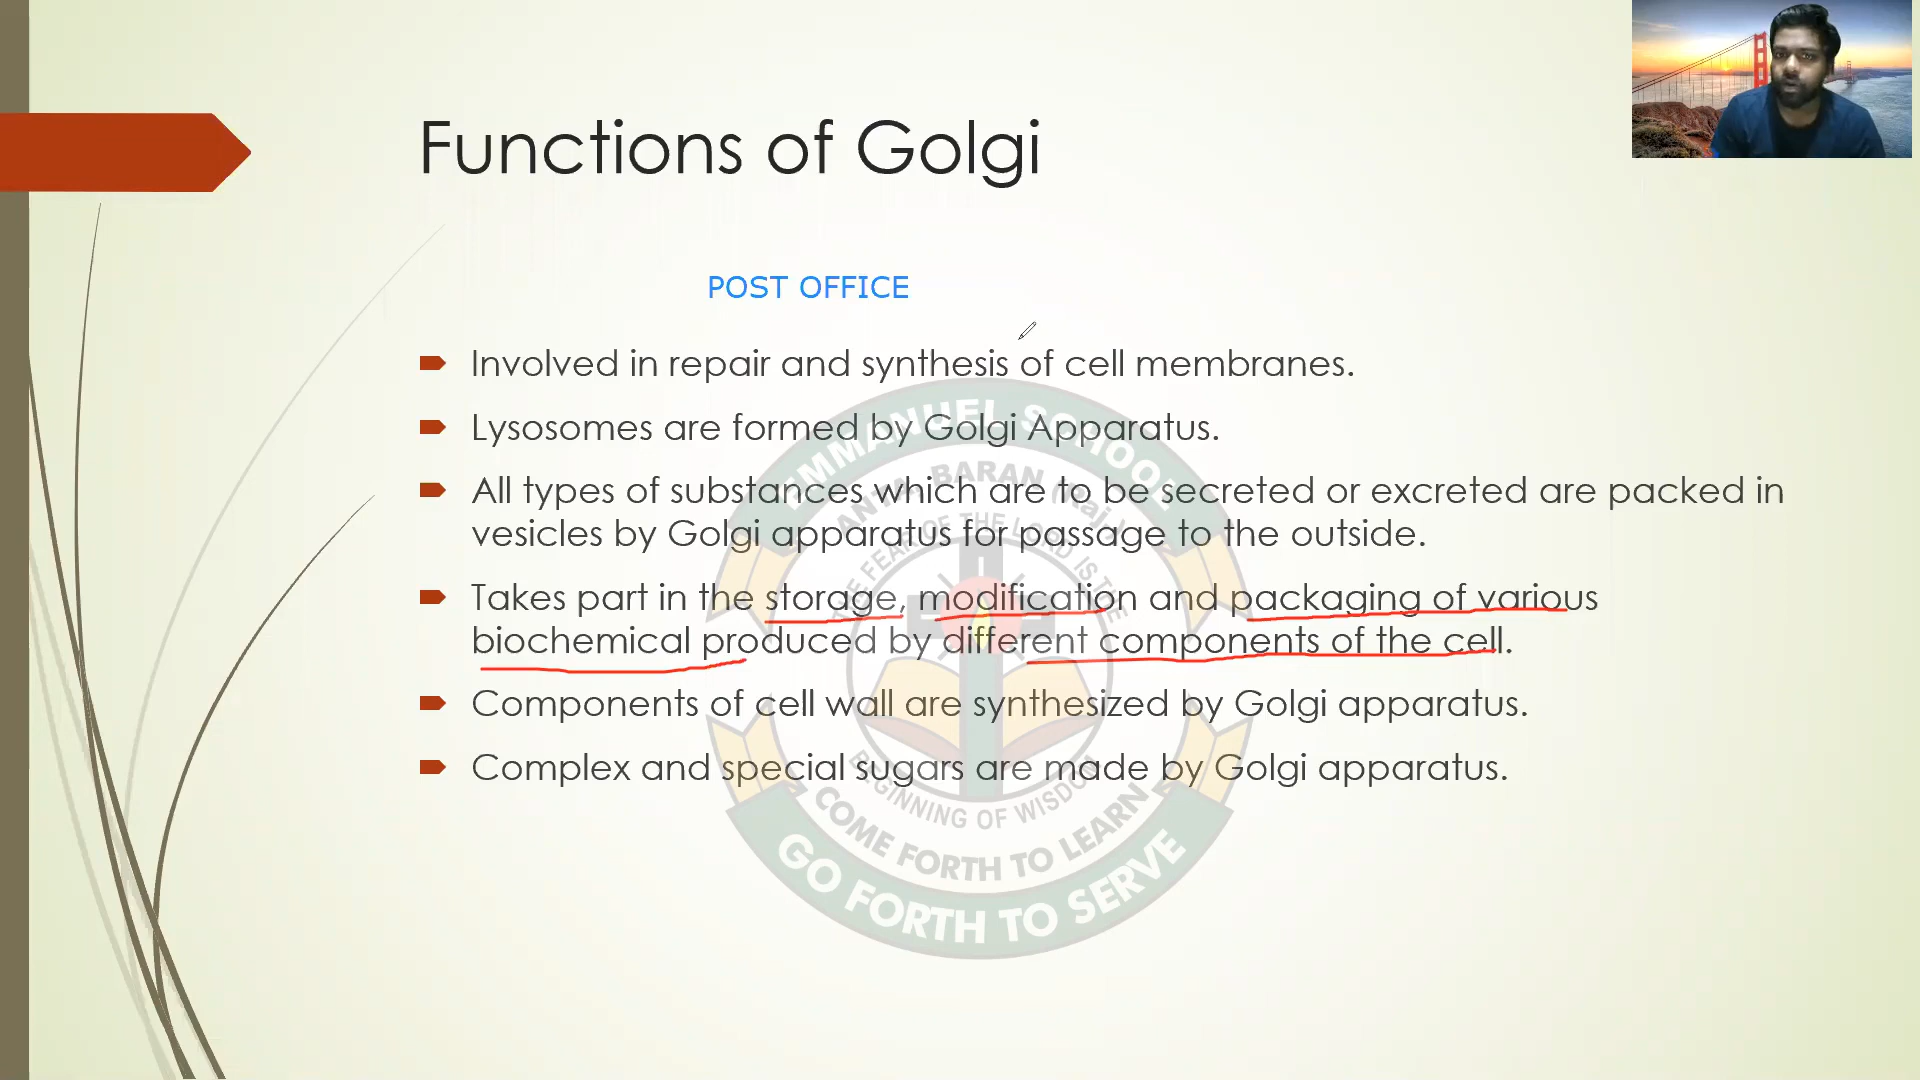 Functions of Golgi
POST OFFICE
Involved in repair and synthesis of cell membranes.
Lysosomes are formed by Golgi Apparatus.
All types of substances which are to be secreted or excreted are packed in
vesicles by Golgi apparatus for passage to the outside.
Takes part in the storage, modification and packaging of various
biochemical produced by different components of the cell.
Components of cell wall are synthesized by Golgi apparatus.
Complex and special sugars are made by Golgi apparatus.
EMMANUEL SCHOOL
ANTA, BARAN (Raj.)
THE FEAR OF THE LORD IS THE
BEGINNING OF WISDOM
COME FORTH TO LEARN
GO FORTH TO SERVE